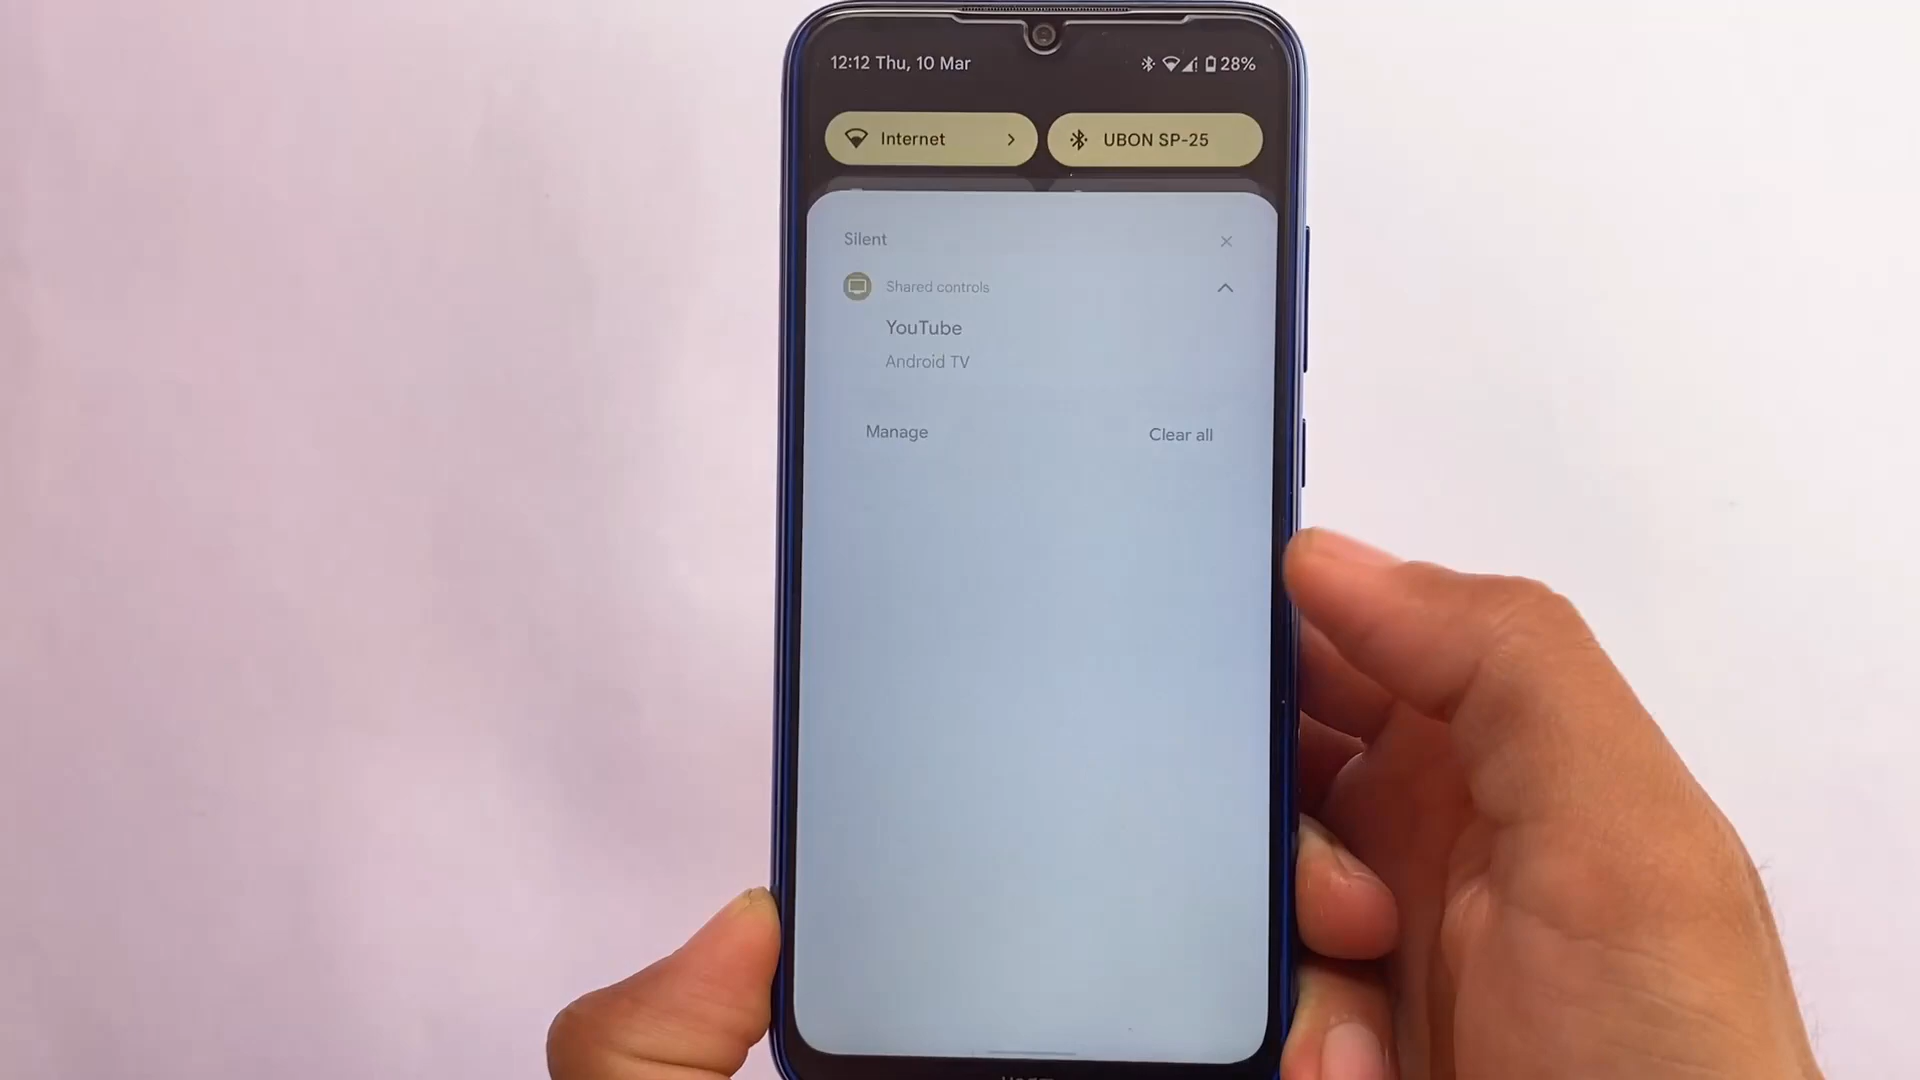 12:12 Thu, 10 Mar 28%
Internet
UBON SP-25
Silent
Shared controls
YouTube
Android TV
Manage
Clear all